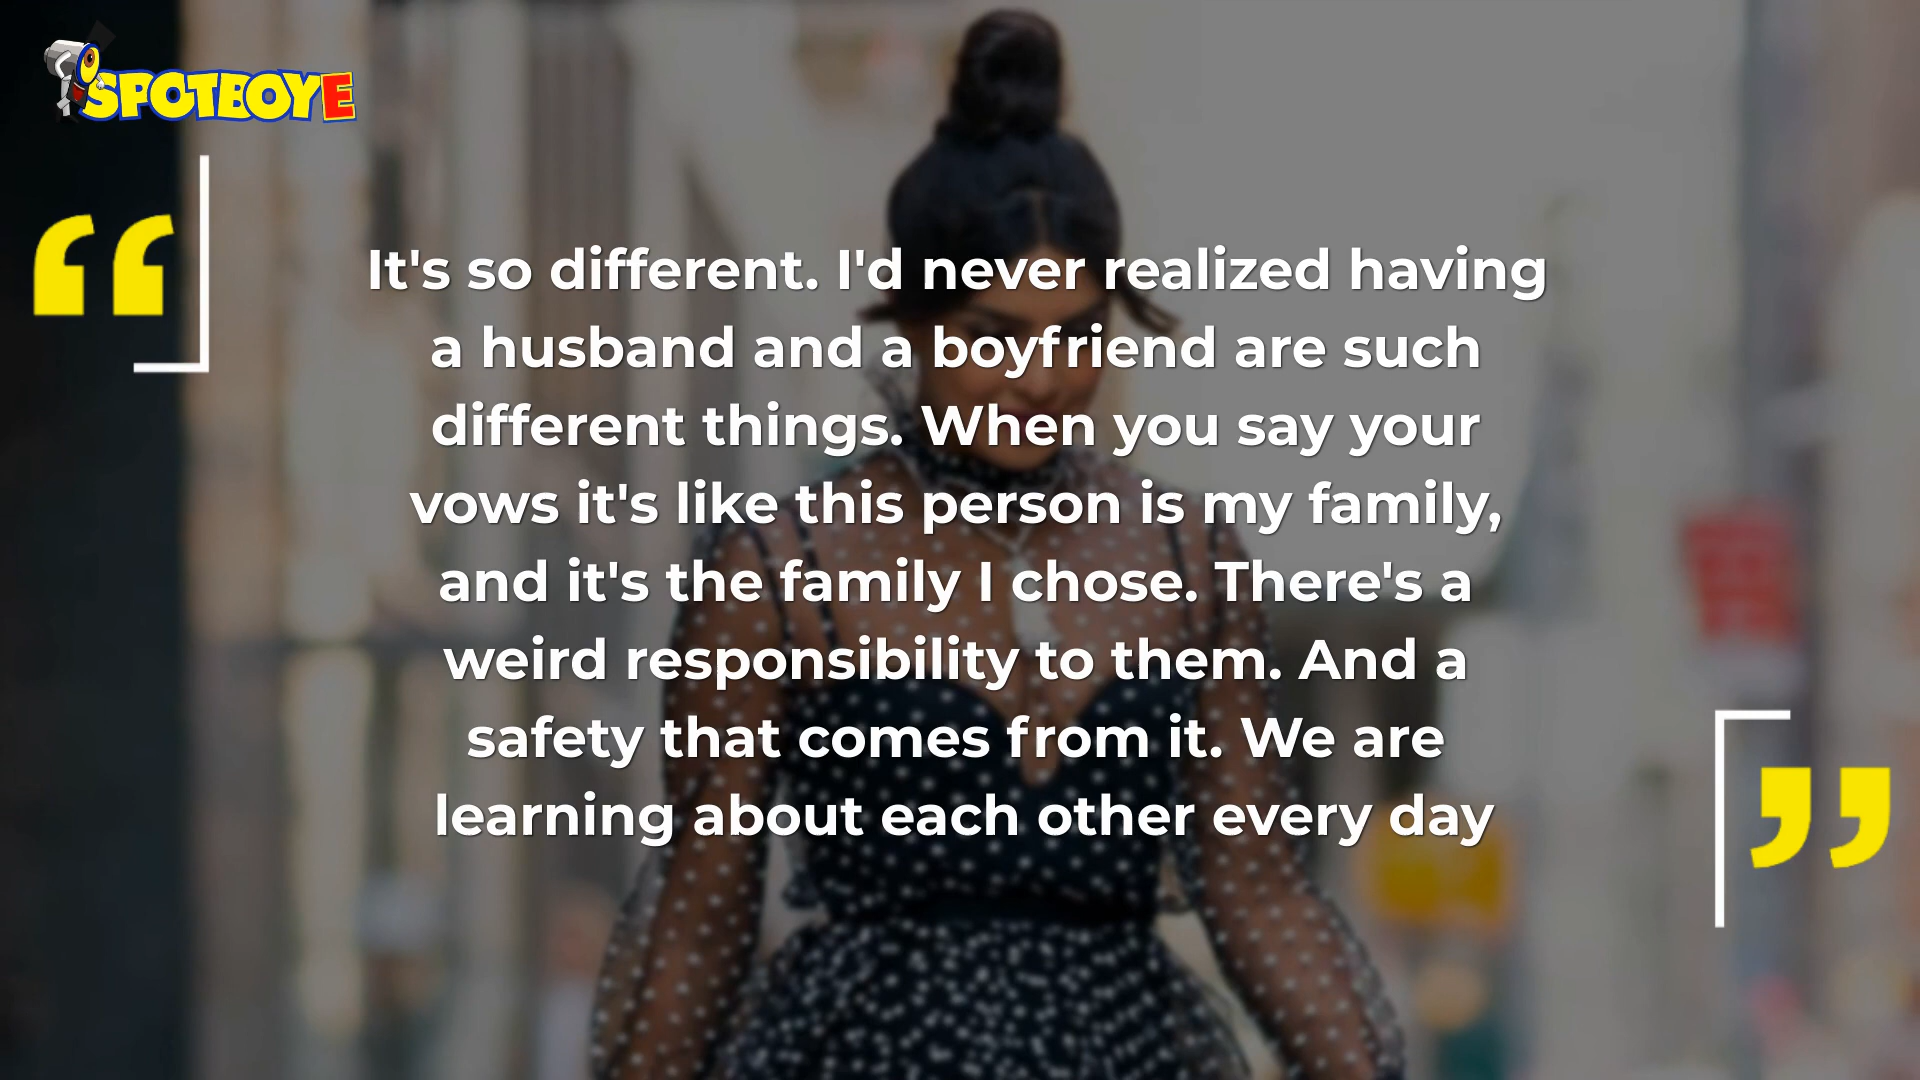 SPOTBOYE
“
It's so different. I'd never realized having
a husband and a boyfriend are such
different things. When you say your
vows it's like this person is my family,
and it's the family I chose. There's a
weird responsibility to them. And a
safety that comes from it. We are
learning about each other every day
”